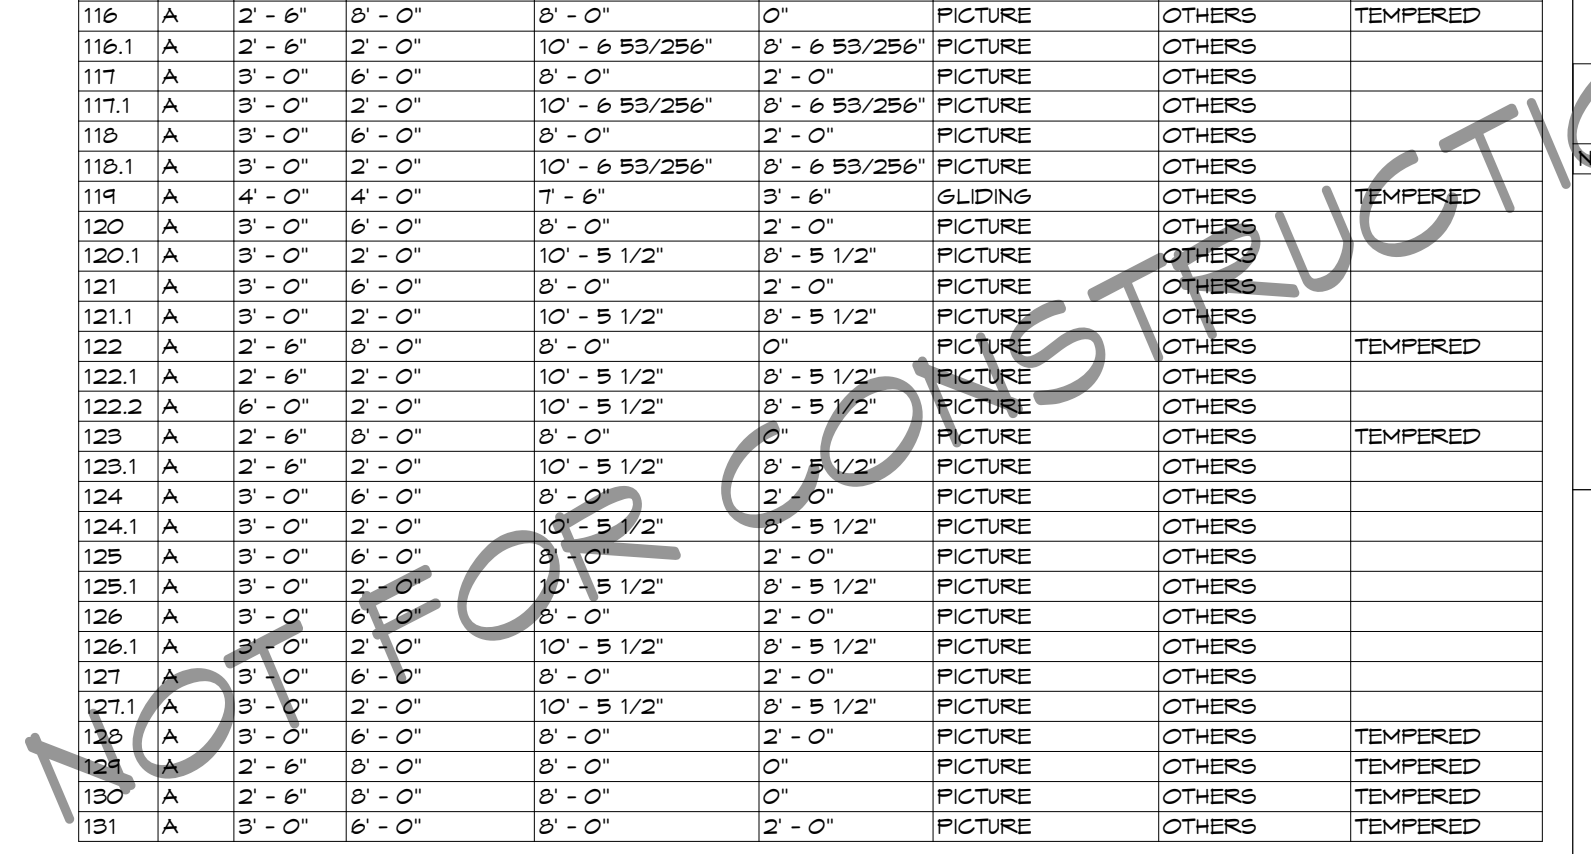 116 A 2' - 6" 8' - 0" 8' - 0" 0" PICTURE OTHERS TEMPERED
116.1 A 2' - 6" 2' - 0" 10' - 6 53/256" 8' - 6 53/256" PICTURE OTHERS
117 A 3' - 0" 6' - 0" 8' - 0" 2' - 0" PICTURE OTHERS
117.1 A 3' - 0" 2' - 0" 10' - 6 53/256" 8' - 6 53/256" PICTURE OTHERS
118 A 3' - 0" 6' - 0" 8' - 0" 2' - 0" PICTURE OTHERS
118.1 A 3' - 0" 2' - 0" 10' - 6 53/256" 8' - 6 53/256" PICTURE OTHERS
119 A 4' - 0" 4' - 0" 7' - 6" 3' - 6" GLIDING OTHERS TEMPERED
120 A 3' - 0" 6' - 0" 8' - 0" 2' - 0" PICTURE OTHERS
120.1 A 3' - 0" 2' - 0" 10' - 5 1/2" 8' - 5 1/2" PICTURE OTHERS
121 A 3' - 0" 6' - 0" 8' - 0" 2' - 0" PICTURE OTHERS
121.1 A 3' - 0" 2' - 0" 10' - 5 1/2" 8' - 5 1/2" PICTURE OTHERS
122 A 2' - 6" 8' - 0" 8' - 0" 0" PICTURE OTHERS TEMPERED
122.1 A 2' - 6" 2' - 0" 10' - 5 1/2" 8' - 5 1/2" PICTURE OTHERS
122.2 A 6' - 0" 2' - 0" 10' - 5 1/2" 8' - 5 1/2" PICTURE OTHERS
123 A 2' - 6" 8' - 0" 8' - 0" 0" PICTURE OTHERS TEMPERED
123.1 A 2' - 6" 2' - 0" 10' - 5 1/2" 8' - 5 1/2" PICTURE OTHERS
124 A 3' - 0" 6' - 0" 8' - 0" 2' - 0" PICTURE OTHERS
124.1 A 3' - 0" 2' - 0" 10' - 5 1/2" 8' - 5 1/2" PICTURE OTHERS
125 A 3' - 0" 6' - 0" 8' - 0" 2' - 0" PICTURE OTHERS
125.1 A 3' - 0" 2' - 0" 10' - 5 1/2" 8' - 5 1/2" PICTURE OTHERS
126 A 3' - 0" 6' - 0" 8' - 0" 2' - 0" PICTURE OTHERS
126.1 A 3' - 0" 2' - 0" 10' - 5 1/2" 8' - 5 1/2" PICTURE OTHERS
127 A 3' - 0" 6' - 0" 8' - 0" 2' - 0" PICTURE OTHERS
127.1 A 3' - 0" 2' - 0" 10' - 5 1/2" 8' - 5 1/2" PICTURE OTHERS
128 A 3' - 0" 6' - 0" 8' - 0" 2' - 0" PICTURE OTHERS TEMPERED
129 A 2' - 6" 8' - 0" 8' - 0" 0" PICTURE OTHERS TEMPERED
130 A 2' - 6" 8' - 0" 8' - 0" 0" PICTURE OTHERS TEMPERED
131 A 3' - 0" 6' - 0" 8' - 0" 2' - 0" PICTURE OTHERS TEMPERED
NOT FOR CONSTRUCTI